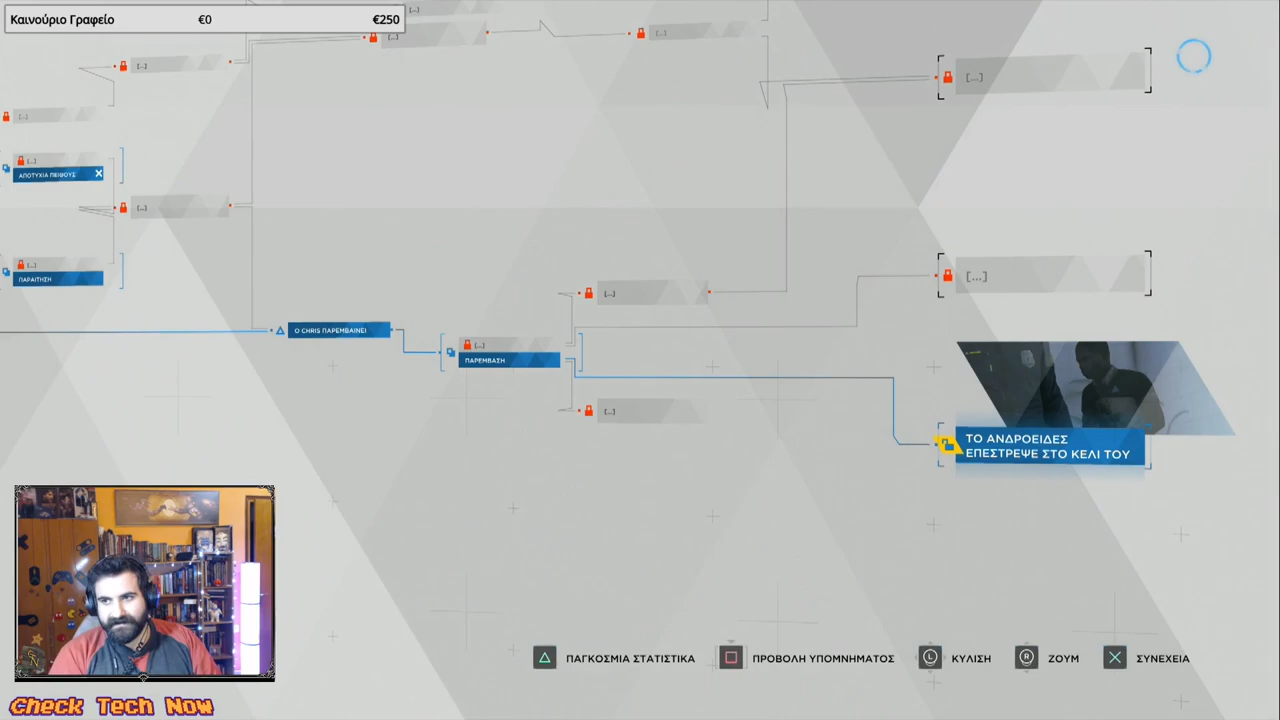 Καινούριο Γραφείο €0 €250
[...]
[...]
[...]
[...]
[...]
[...]
[...]
ΑΠΟΤΥΧΙΑ ΠΕΙΘΟΥΣ
[...]
[...]
ΠΑΡΑΙΤΗΣΗ
[...]
[...]
Ο CHRIS ΠΑΡΕΜΒΑΙΝΕΙ
[...]
ΠΑΡΕΜΒΑΣΗ
[...]
ΤΟ ΑΝΔΡΟΕΙΔΕΣ
ΕΠΕΣΤΡΕΨΕ ΣΤΟ ΚΕΛΙ ΤΟΥ
ΠΑΓΚΟΣΜΙΑ ΣΤΑΤΙΣΤΙΚΑ ΠΡΟΒΟΛΗ ΥΠΟΜΝΗΜΑΤΟΣ L ΚΥΛΙΣΗ R ΖΟΥΜ ΣΥΝΕΧΕΙΑ
Check Tech Now